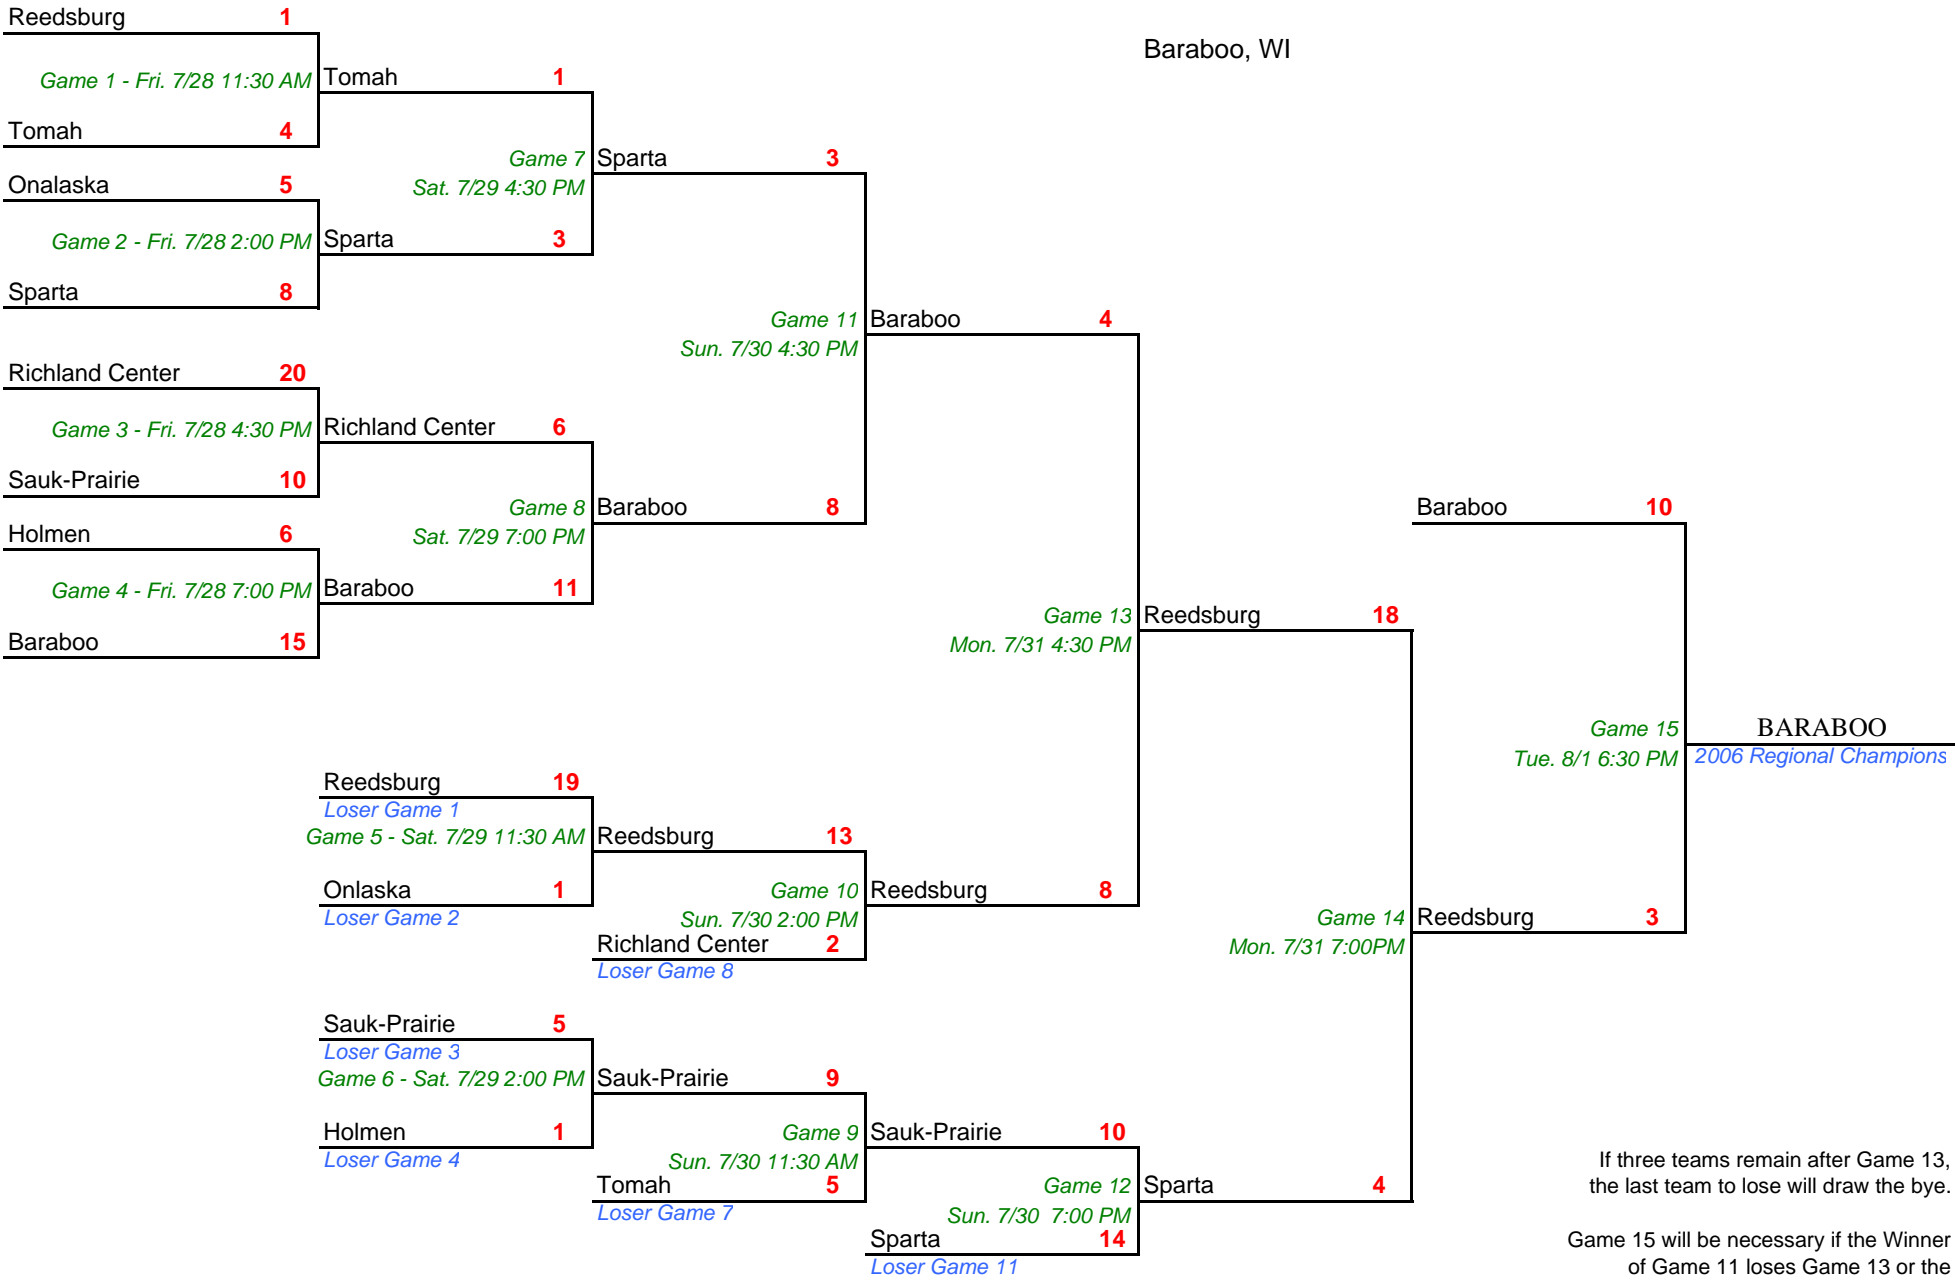 Reedsburg 1
Baraboo, WI
Game 1 - Fri. 7/28 11:30 AM
Tomah 1
Tomah 4
Game 7
Sat. 7/29 4:30 PM
Sparta 3
Onalaska 5
Game 2 - Fri. 7/28 2:00 PM
Sparta 3
Sparta 8
Game 11
Sun. 7/30 4:30 PM
Baraboo 4
Richland Center 20
Game 3 - Fri. 7/28 4:30 PM
Richland Center 6
Sauk-Prairie 10
Game 8
Sat. 7/29 7:00 PM
Baraboo 8
Baraboo 10
Holmen 6
Game 4 - Fri. 7/28 7:00 PM
Baraboo 11
Baraboo 15
Game 13
Mon. 7/31 4:30 PM
Reedsburg 18
Game 15
Tue. 8/1 6:30 PM
BARABOO
2006 Regional Champions
Reedsburg 19
Loser Game 1
Game 5 - Sat. 7/29 11:30 AM
Reedsburg 13
Onlaska 1
Loser Game 2
Game 10
Sun. 7/30 2:00 PM
Reedsburg 8
Richland Center 2
Loser Game 8
Game 14
Mon. 7/31 7:00PM
Reedsburg 3
Sauk-Prairie 5
Loser Game 3
Game 6 - Sat. 7/29 2:00 PM
Sauk-Prairie 9
Holmen 1
Loser Game 4
Game 9
Sun. 7/30 11:30 AM
Sauk-Prairie 10
Tomah 5
Loser Game 7
Game 12
Sun. 7/30 7:00 PM
Sparta 4
Sparta 14
Loser Game 11
If three teams remain after Game 13,
the last team to lose will draw the bye.
Game 15 will be necessary if the Winner
of Game 11 loses Game 13 or the